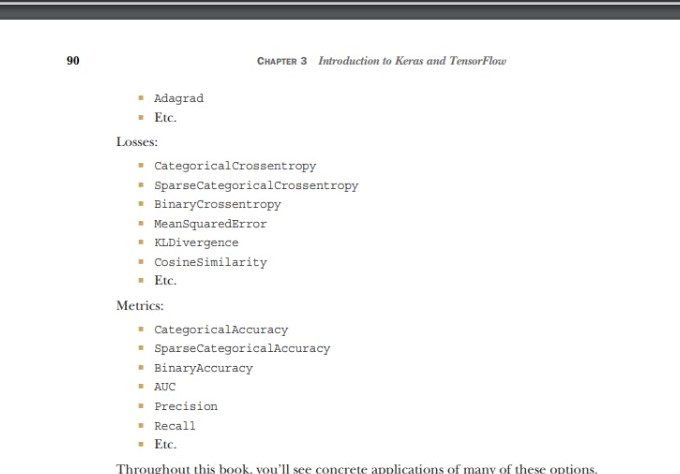 90
CHAPTER 3 Introduction to Keras and TensorFlow
▪ Adagrad
▪ Etc.
Losses:
▪ CategoricalCrossentropy
▪ SparseCategoricalCrossentropy
▪ BinaryCrossentropy
▪ MeanSquaredError
▪ KLDivergence
▪ CosineSimilarity
▪ Etc.
Metrics:
▪ CategoricalAccuracy
▪ SparseCategoricalAccuracy
▪ BinaryAccuracy
▪ AUC
▪ Precision
▪ Recall
▪ Etc.
Throughout this book, you'll see concrete applications of many of these options.